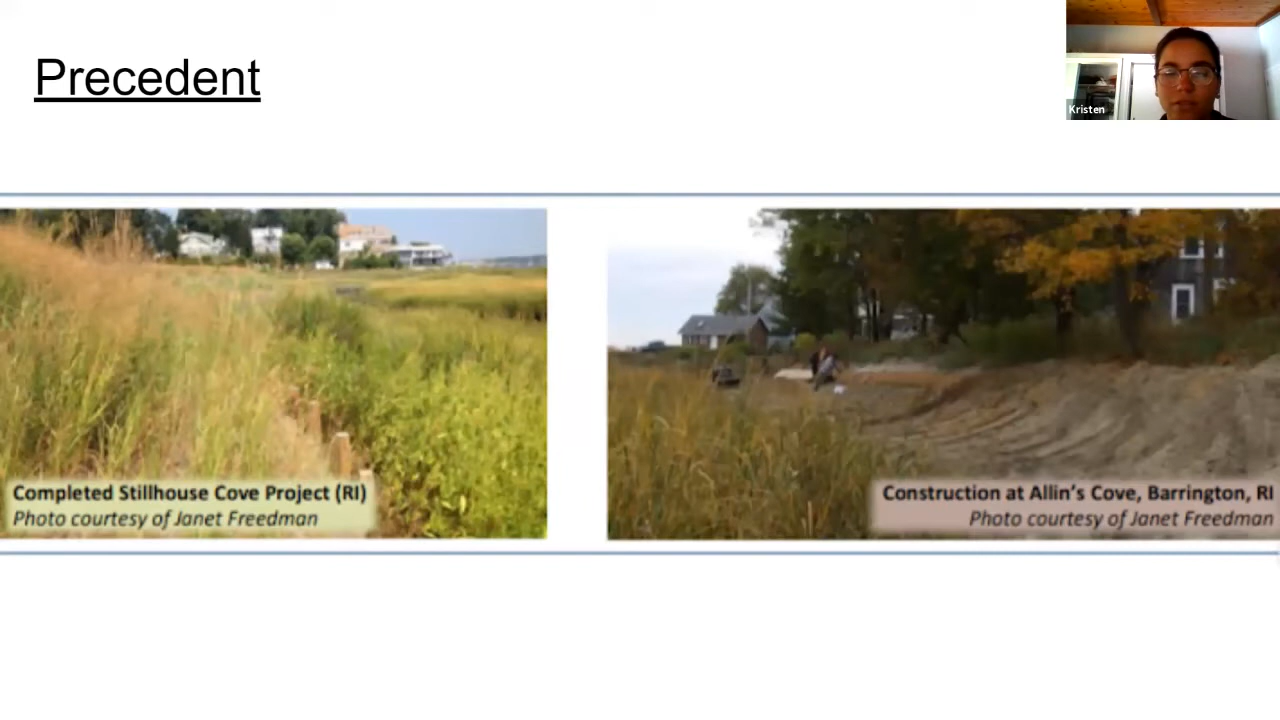 Precedent
Kristen
Completed Stillhouse Cove Project (RI)
Photo courtesy of Janet Freedman
Construction at Allin's Cove, Barrington, RI
Photo courtesy of Janet Freedman